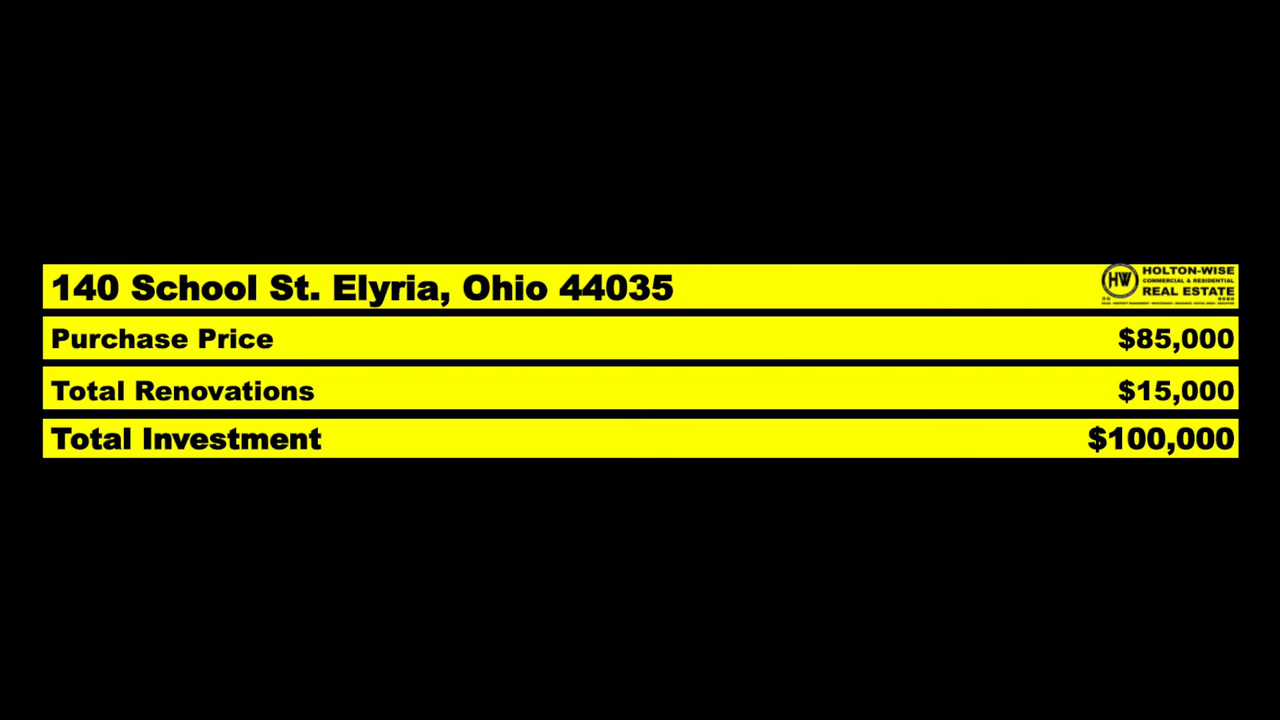 140 School St. Elyria, Ohio 44035
HOLTON-WISE
COMMERCIAL & RESIDENTIAL
REAL ESTATE
Purchase Price $85,000
Total Renovations $15,000
Total Investment $100,000